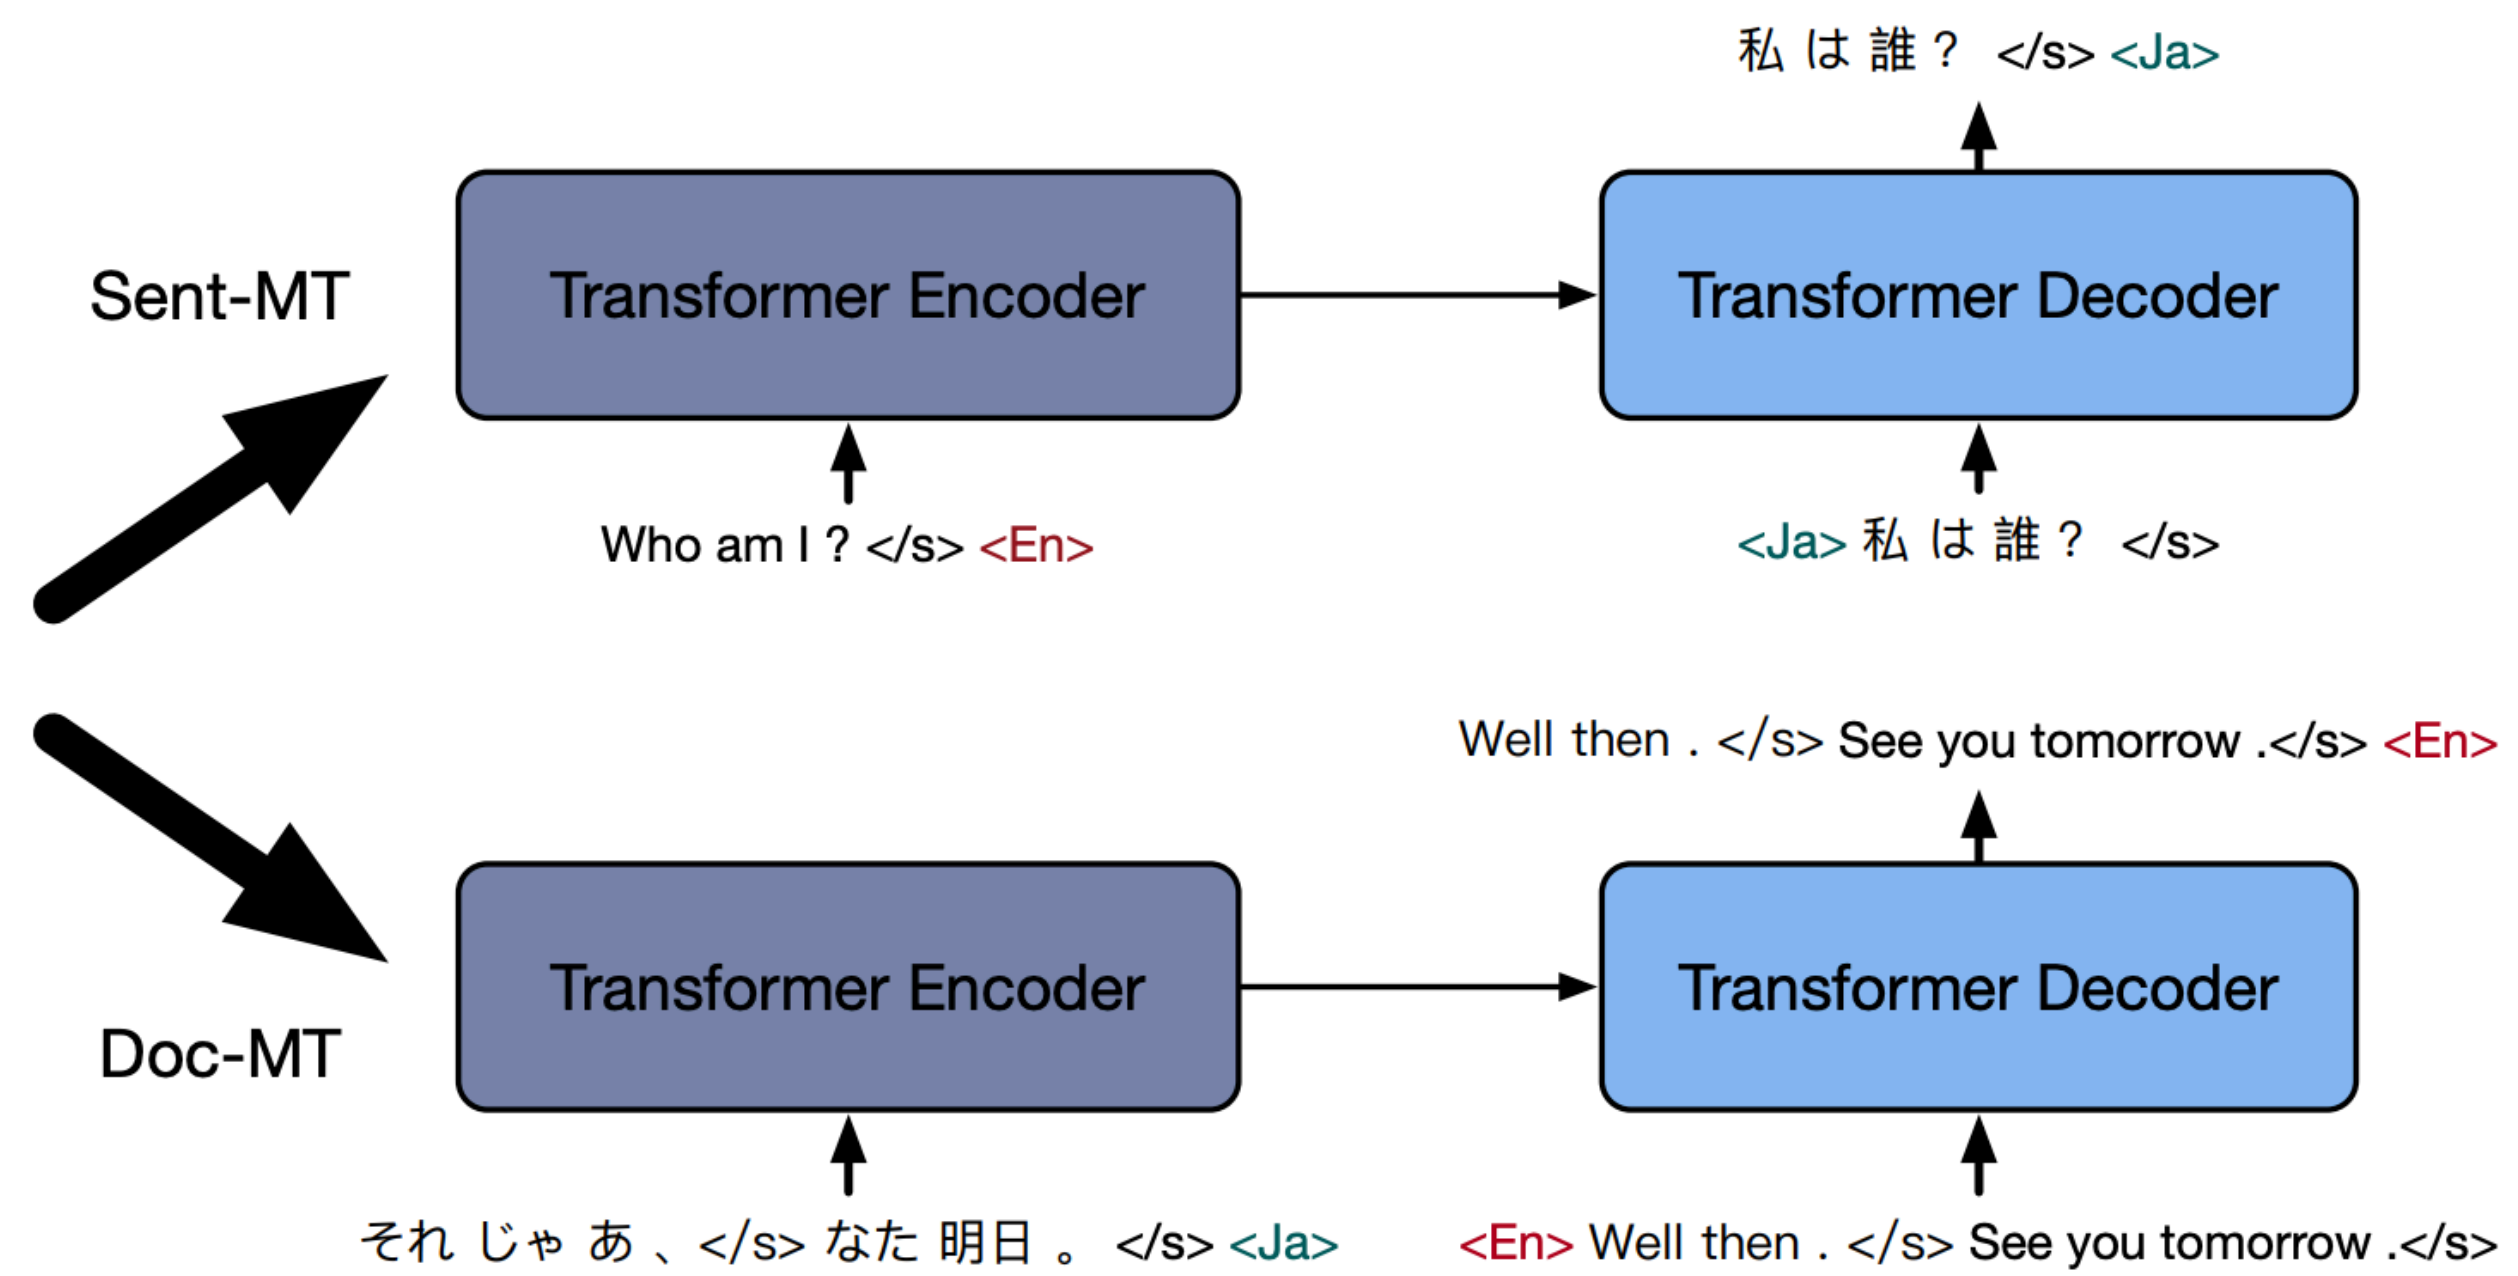 私 は 誰 ? </s> <Ja>
Sent-MT
Transformer Encoder
Transformer Decoder
Who am I ? </s> <En>
<Ja> 私 は 誰 ? </s>
Well then . </s> See you tomorrow .</s> <En>
Doc-MT
Transformer Encoder
Transformer Decoder
それ じゃ あ 、 </s> なた 明日 。 </s> <Ja>
<En> Well then . </s> See you tomorrow .</s>